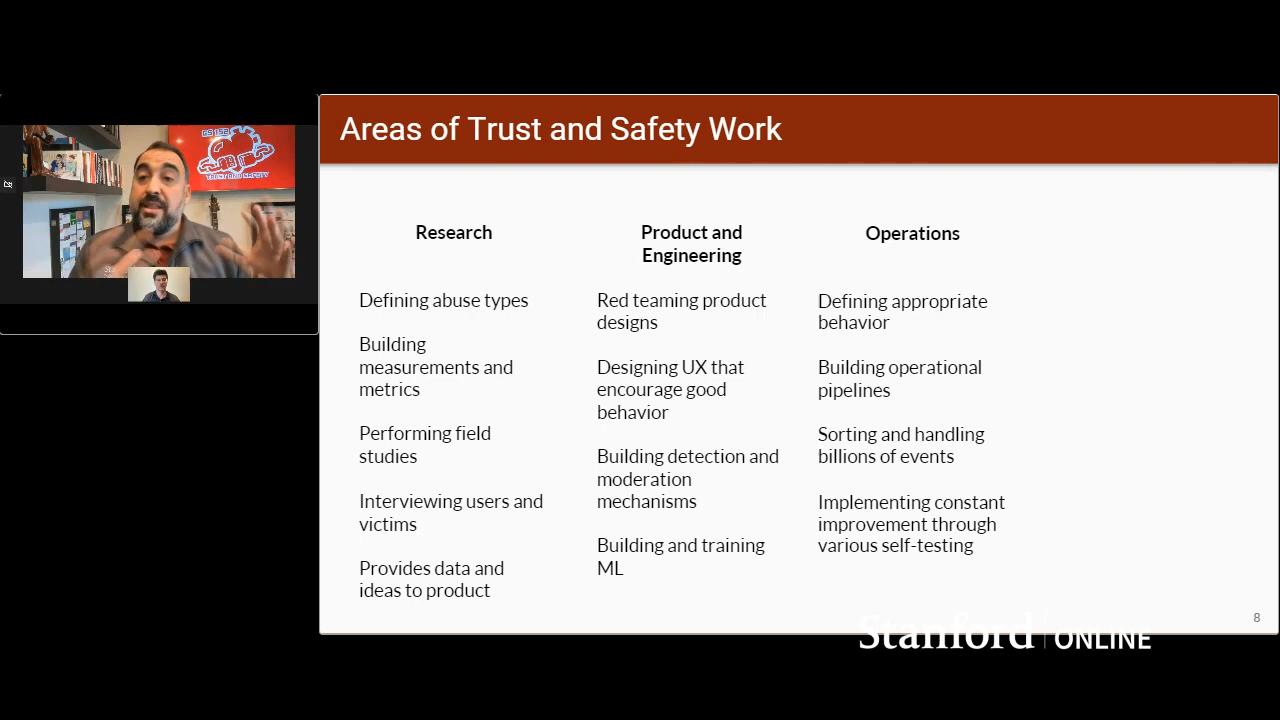 Areas of Trust and Safety Work
Research
Defining abuse types
Building
measurements and
metrics
Performing field
studies
Interviewing users and
victims
Provides data and
ideas to product
Product and
Engineering
Red teaming product
designs
Designing UX that
encourage good
behavior
Building detection and
moderation
mechanisms
Building and training
ML
Operations
Defining appropriate
behavior
Building operational
pipelines
Sorting and handling
billions of events
Implementing constant
improvement through
various self-testing
8
Stanford ONLINE
TRUST AND SAFETY